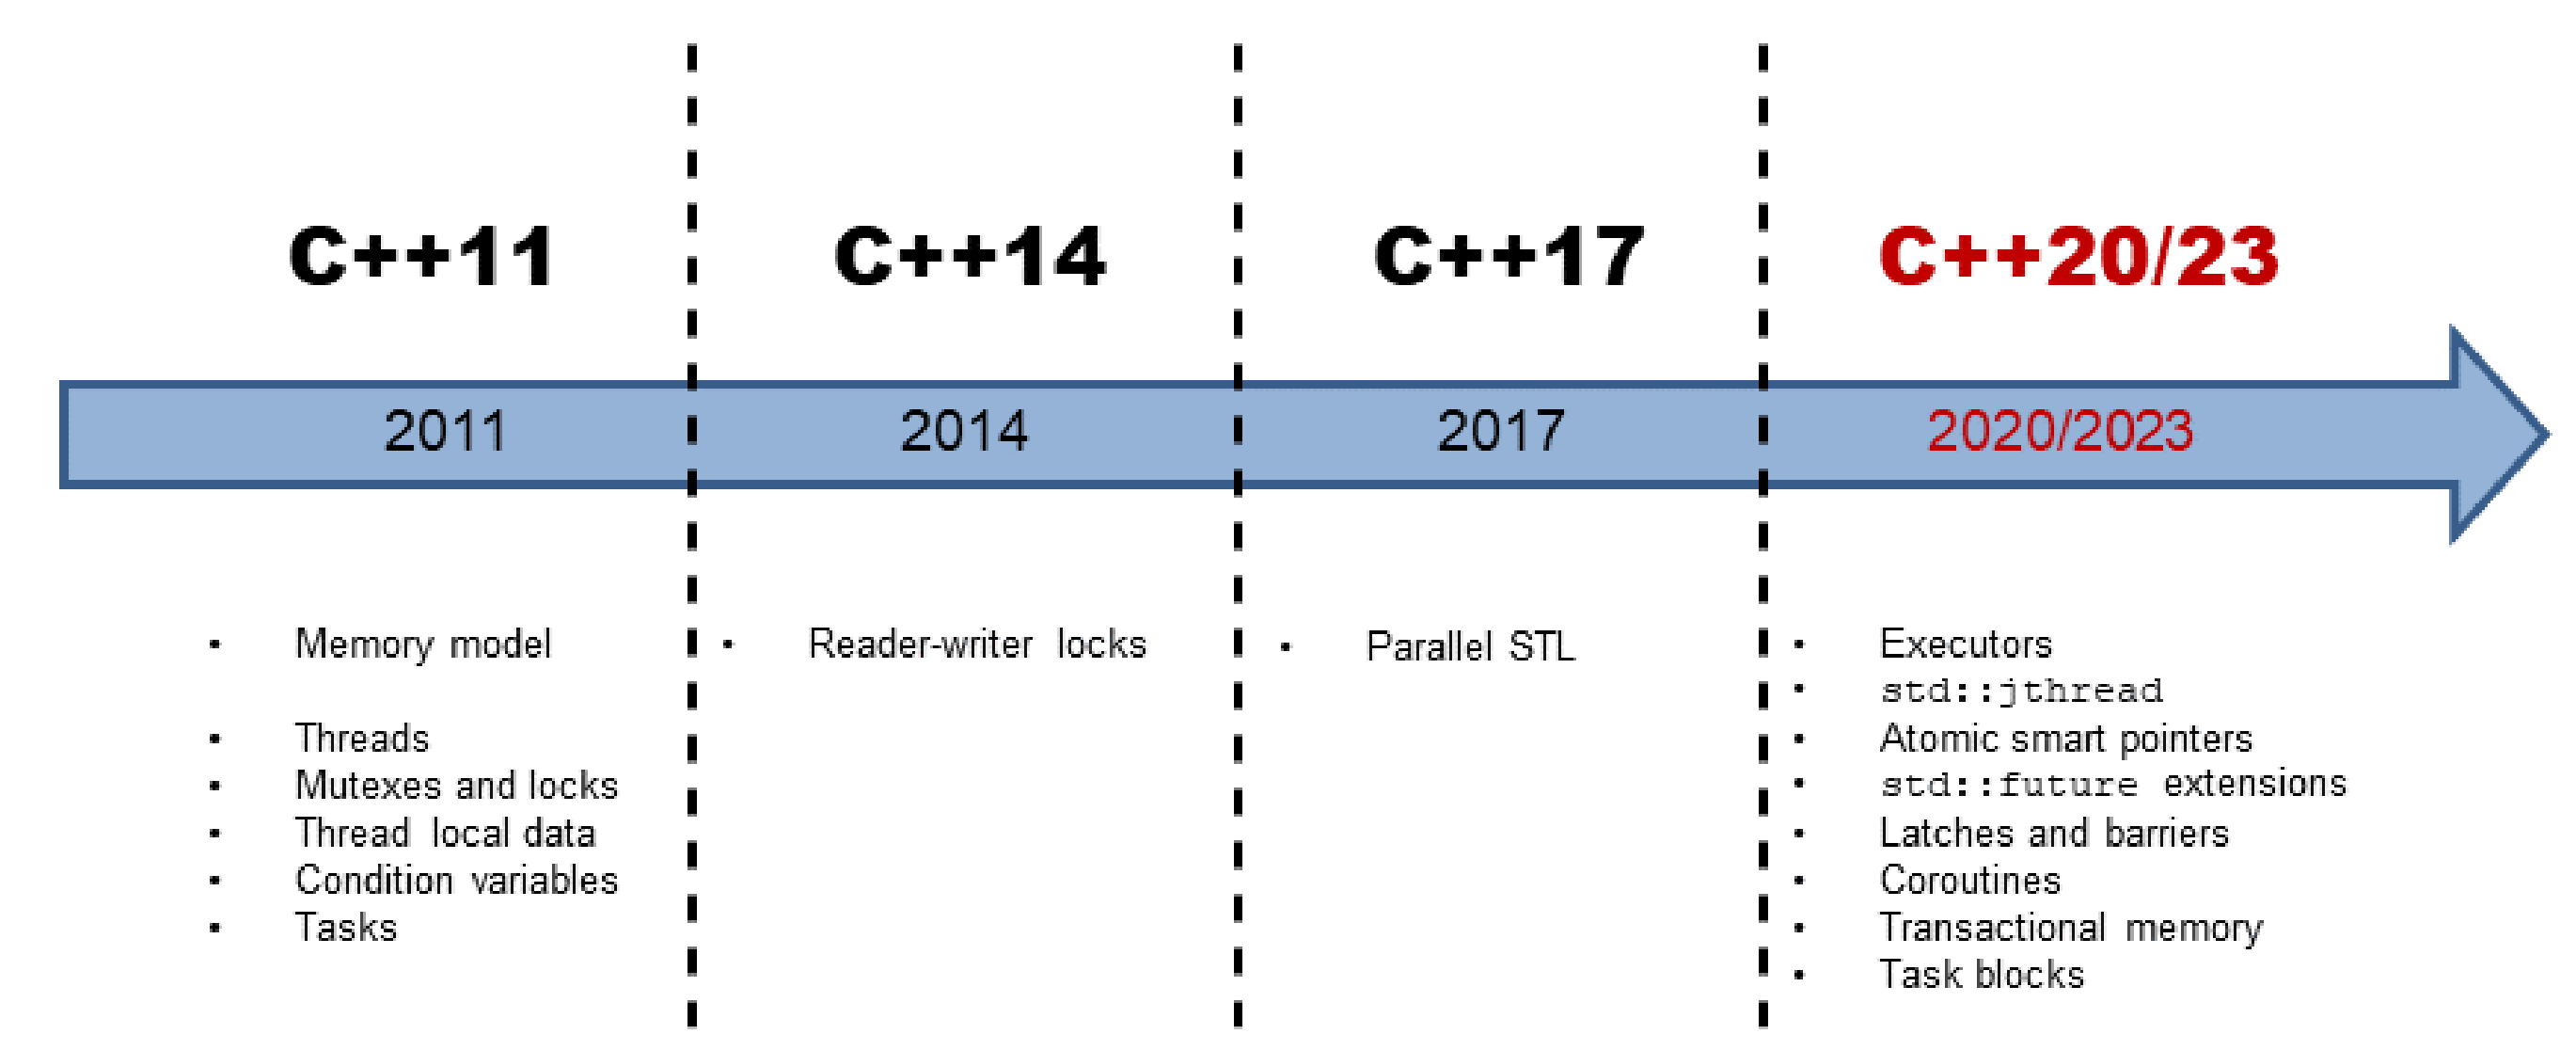 C++11
C++14
C++17
C++20/23
2011
2014
2017
2020/2023
• Memory model
• Threads
• Mutexes and locks
• Thread local data
• Condition variables
• Tasks
• Reader-writer locks
• Parallel STL
• Executors
• std::jthread
• Atomic smart pointers
• std::future extensions
• Latches and barriers
• Coroutines
• Transactional memory
• Task blocks